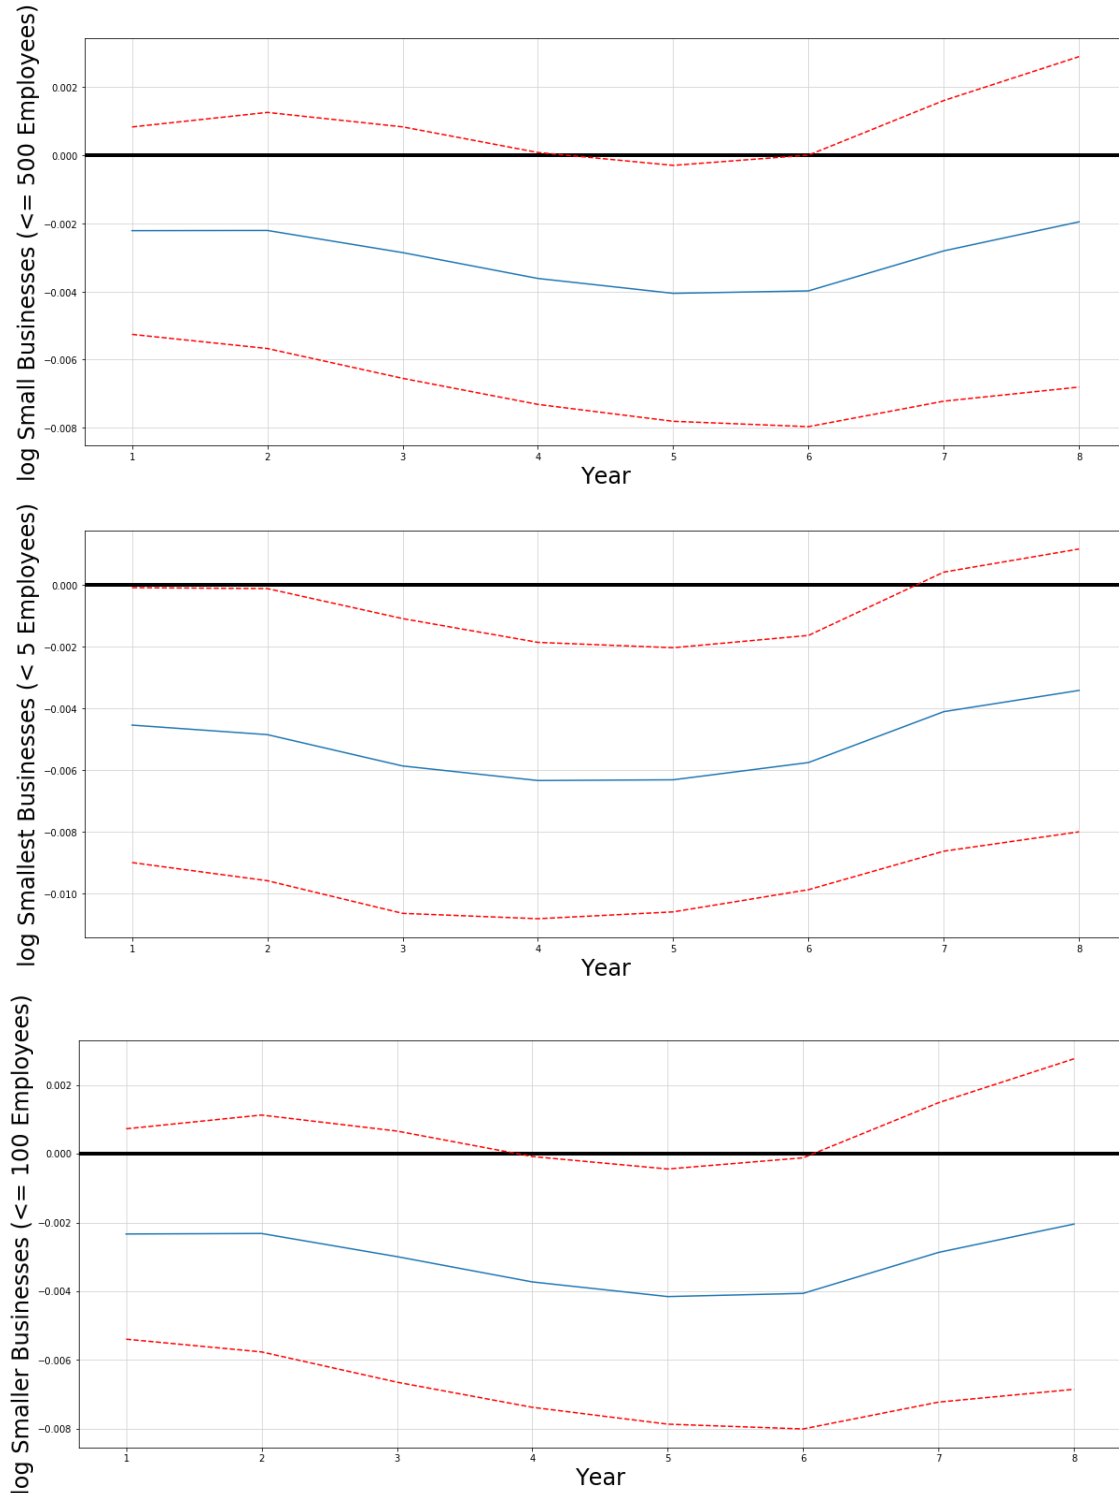 log Small Businesses (<= 500 Employees)
0.002
0.000
−0.002
−0.004
−0.006
−0.008
1 2 3 4 5 6 7 8
Year
log Smallest Businesses (< 5 Employees)
0.000
−0.002
−0.004
−0.006
−0.008
−0.010
1 2 3 4 5 6 7 8
Year
log Smaller Businesses (<= 100 Employees)
0.002
0.000
−0.002
−0.004
−0.006
−0.008
1 2 3 4 5 6 7 8
Year